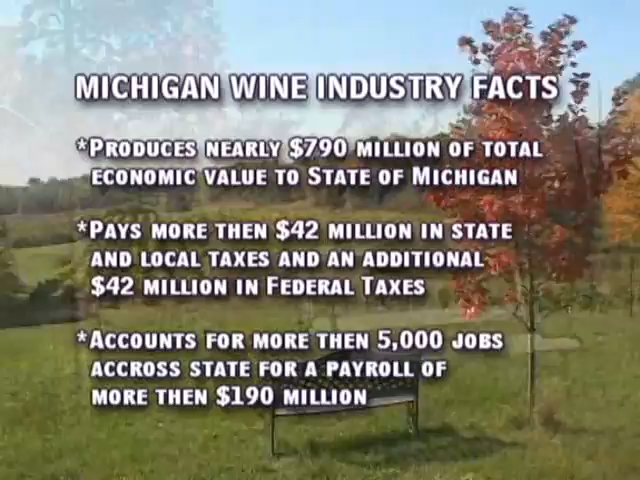 MICHIGAN WINE INDUSTRY FACTS
*PRODUCES NEARLY $790 MILLION OF TOTAL
ECONOMIC VALUE TO STATE OF MICHIGAN
*PAYS MORE THEN $42 MILLION IN STATE
AND LOCAL TAXES AND AN ADDITIONAL
$42 MILLION IN FEDERAL TAXES
*ACCOUNTS FOR MORE THEN 5,000 JOBS
ACCROSS STATE FOR A PAYROLL OF
MORE THEN $190 MILLION